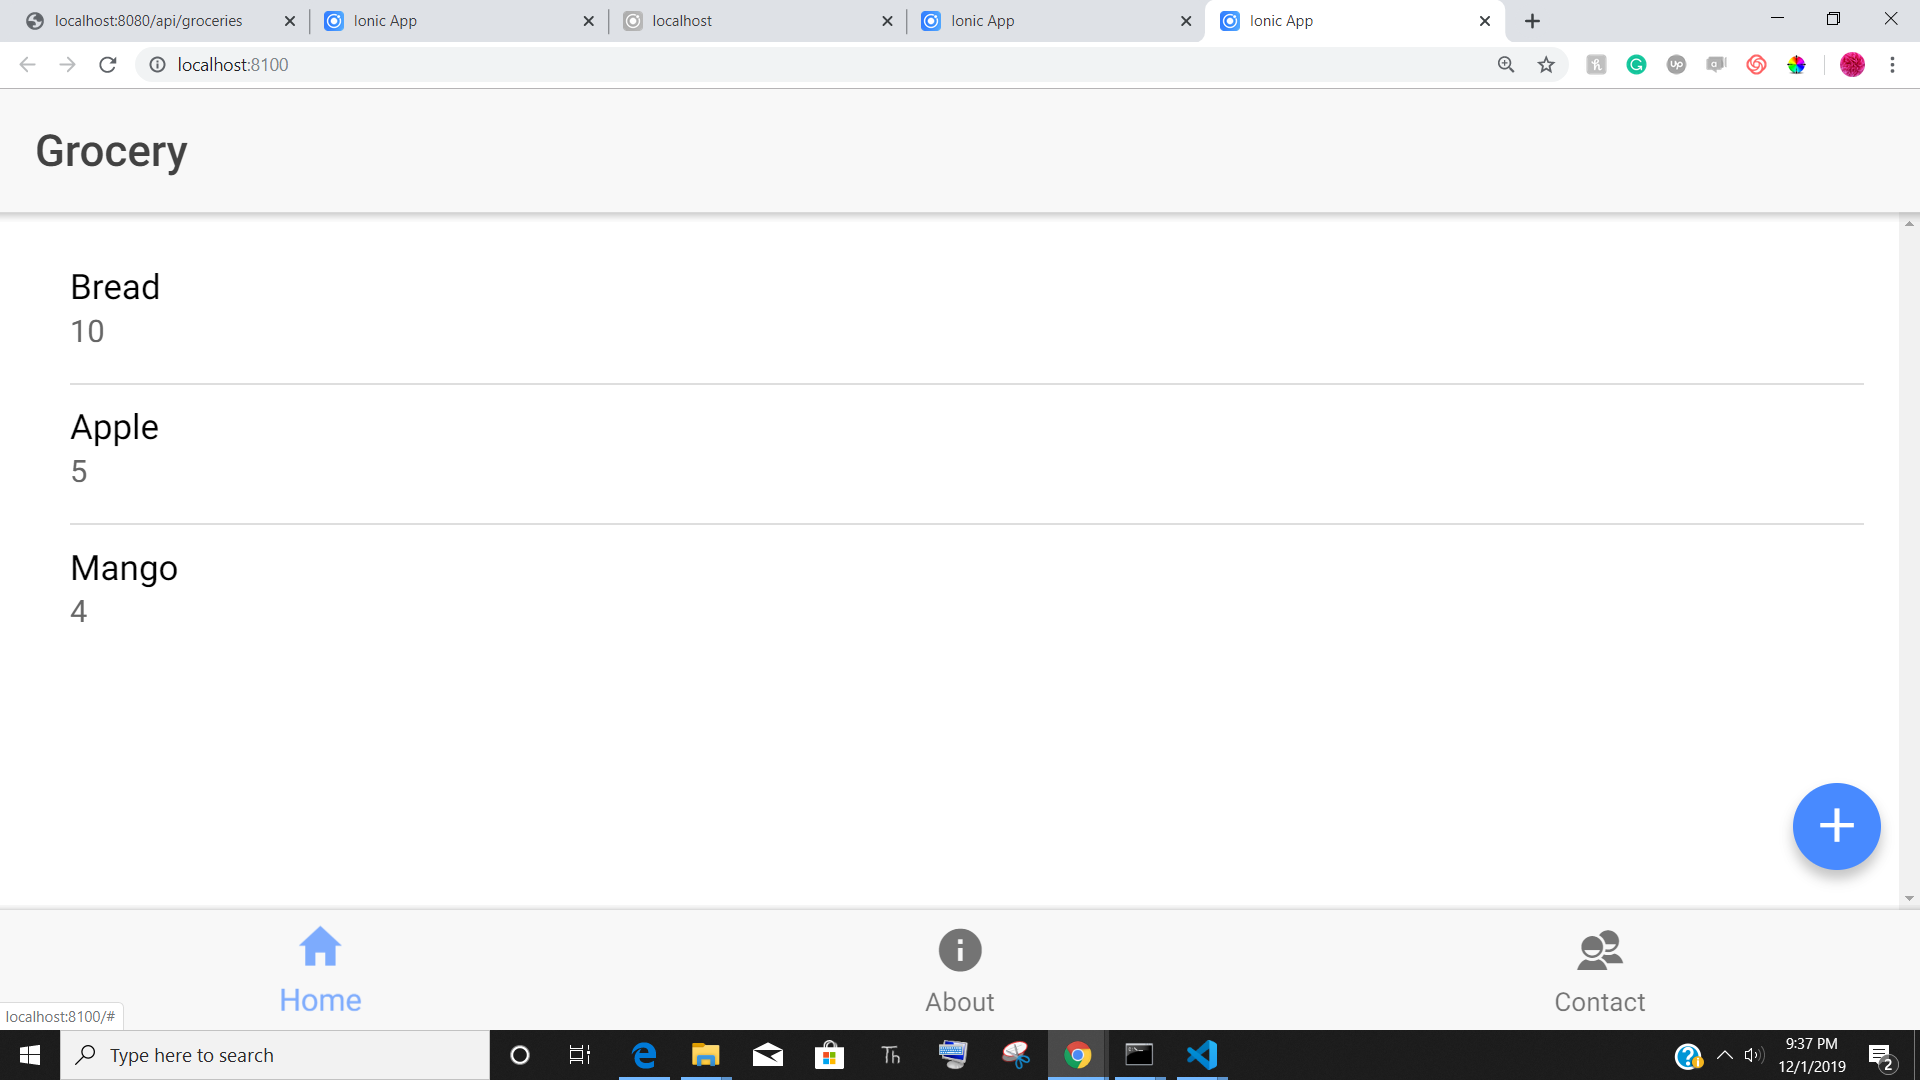 localhost:8080/api/groceries
Ionic App
localhost
Ionic App
Ionic App
localhost:8100
Grocery
Bread
10
Apple
5
Mango
4
Home
About
Contact
localhost:8100/#
Type here to search
Th
9:37 PM
12/1/2019
2